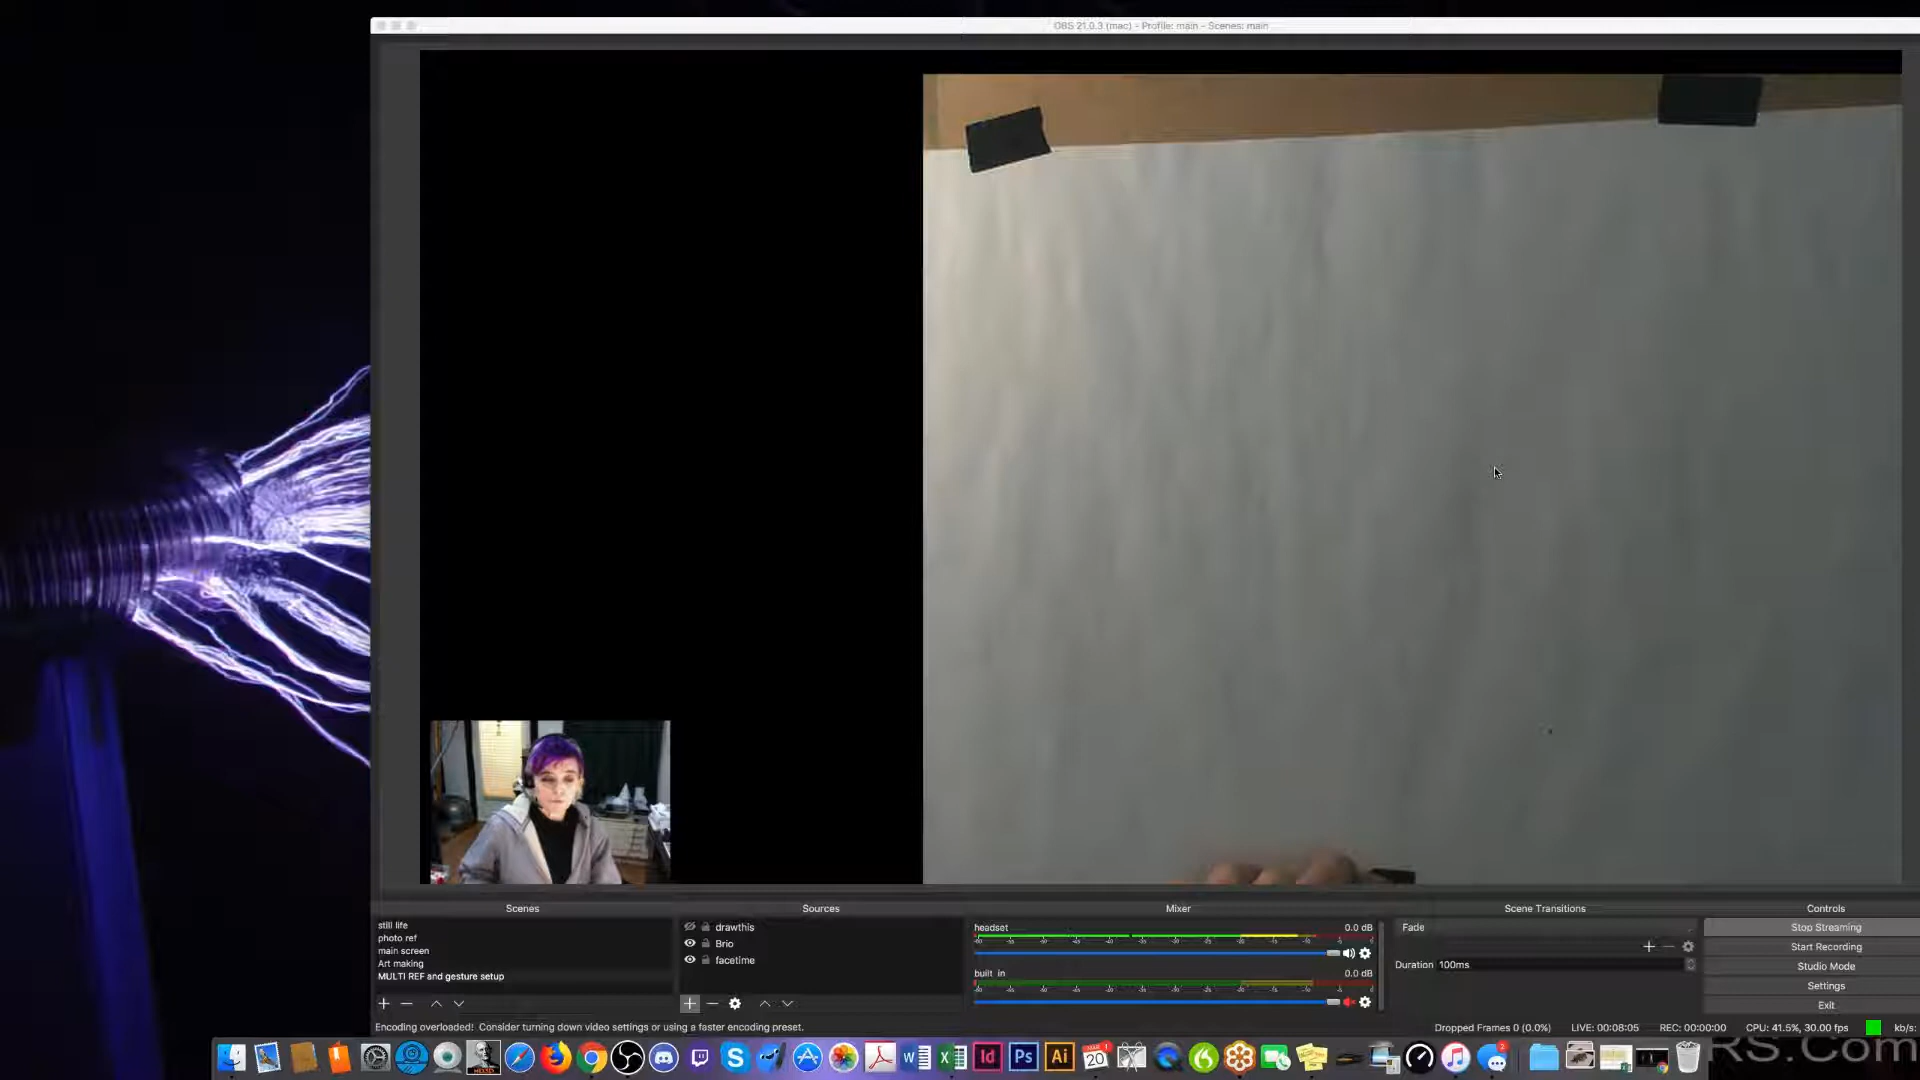 OBS 21.0.3 (mac) - Profile: main - Scenes: main
Scenes
Sources
Mixer
Scene Transitions
Controls
still life
photo ref
main screen
Art making
MULTI REF and gesture setup
drawthis
Brio
facetime
headset
0.0 dB
built in
0.0 dB
Fade
Duration 100ms
Stop Streaming
Start Recording
Studio Mode
Settings
Exit
Encoding overloaded! Consider turning down video settings or using a faster encoding preset.
Dropped Frames 0 (0.0%)
LIVE: 00:08:05
REC: 00:00:00
CPU: 41.5%, 30.00 fps
kb/s:
MAR
20
1
W
X
Id
Ps
Ai
S
2
RS.Com